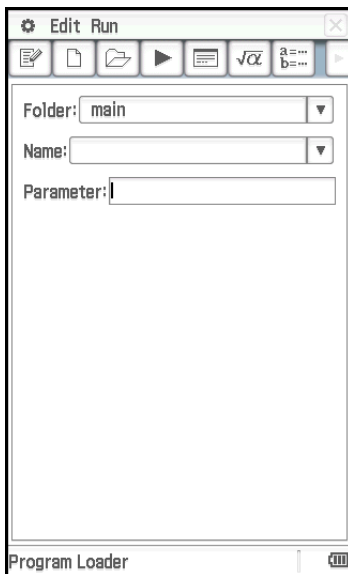 Edit Run
√α a=… b=…
Folder: main
Name:
Parameter:
Program Loader